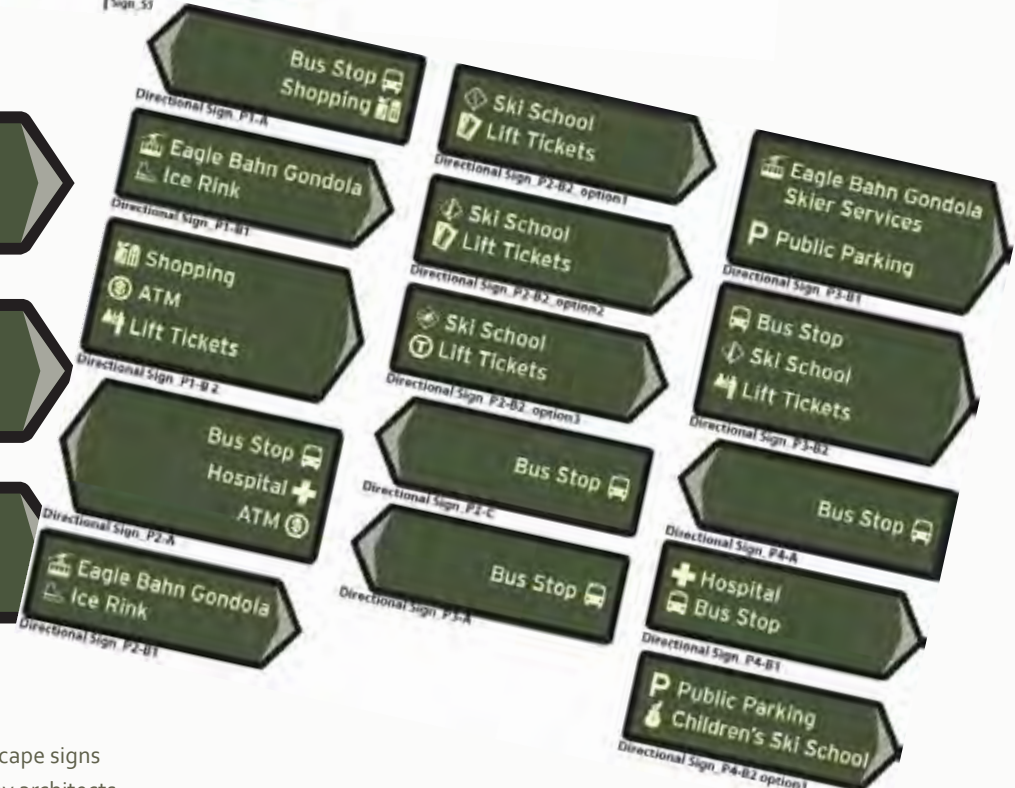 Sign_S5
Bus Stop
Shopping
Directional Sign_P1-A
Eagle Bahn Gondola
Ice Rink
Directional Sign_P1-B1
Shopping
ATM
Lift Tickets
Directional Sign_P1-B2
Bus Stop
Hospital
ATM
Directional Sign_P2-A
Eagle Bahn Gondola
Ice Rink
Directional Sign_P2-B1
Ski School
Lift Tickets
Directional Sign_P2-B2_option1
Ski School
Lift Tickets
Directional Sign_P2-B2_option2
Ski School
T Lift Tickets
Directional Sign_P2-B2_option3
Bus Stop
Directional Sign_P2-C
Bus Stop
Directional Sign_P3-A
Eagle Bahn Gondola
Skier Services
P Public Parking
Directional Sign_P3-B1
Bus Stop
Ski School
Lift Tickets
Directional Sign_P3-B2
Bus Stop
Directional Sign_P4-A
Hospital
Bus Stop
Directional Sign_P4-B1
P Public Parking
Children's Ski School
Directional Sign_P4-B2 option1
cape signs
architects